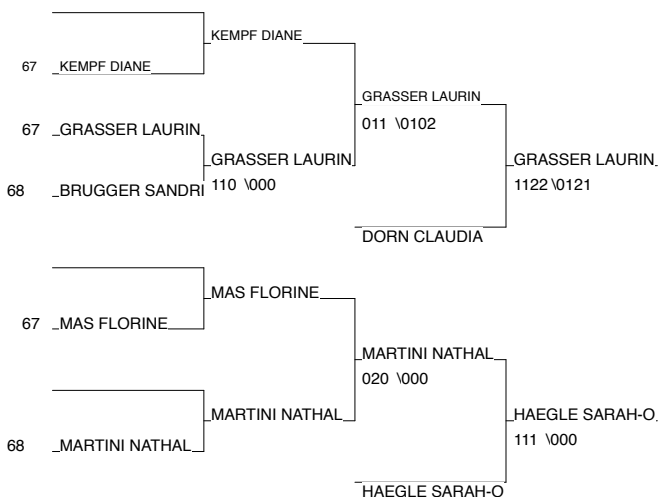 KEMPF DIANE
67 KEMPF DIANE
GRASSER LAURIN
011 \0102
67 GRASSER LAURIN
GRASSER LAURIN
110 \000
GRASSER LAURIN
1122 \0121
68 BRUGGER SANDRI
DORN CLAUDIA
MAS FLORINE
67 MAS FLORINE
MARTINI NATHAL
020 \000
MARTINI NATHAL
HAEGLE SARAH-O
111 \000
68 MARTINI NATHAL
HAEGLE SARAH-O